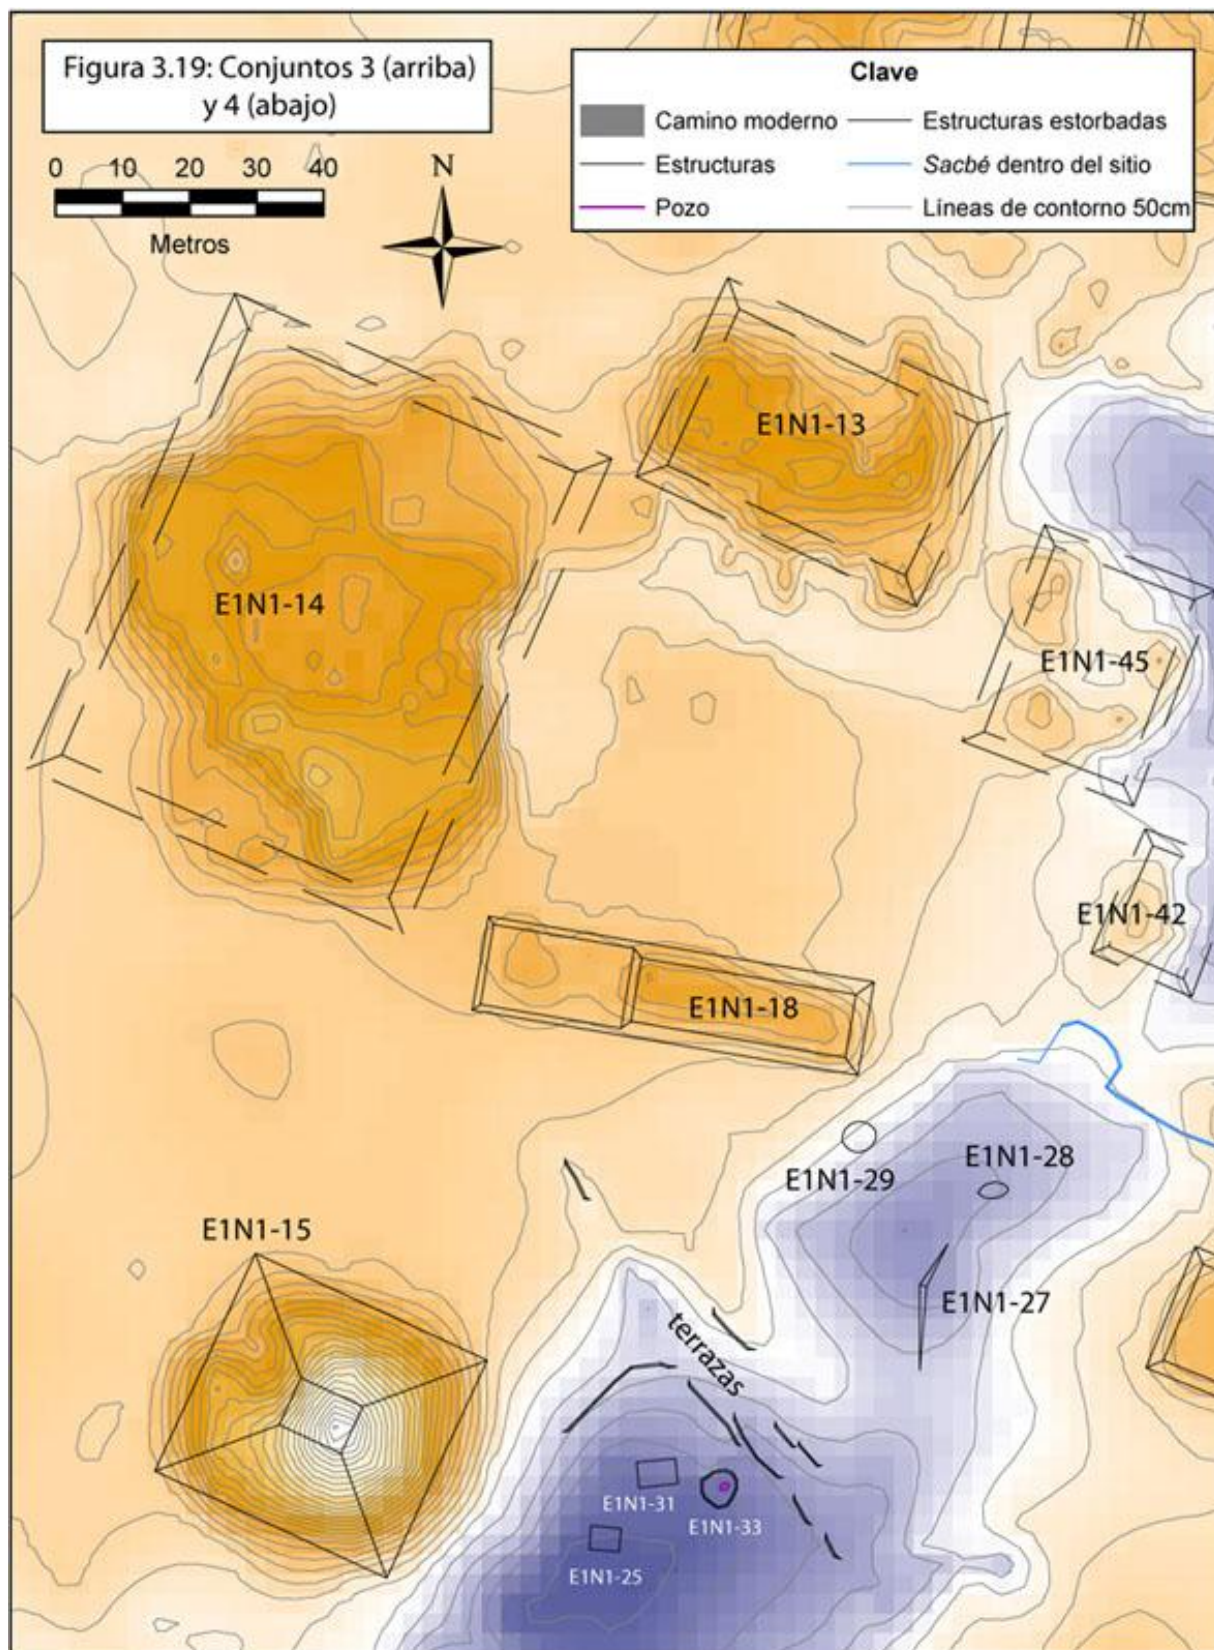 Figura 3.19: Conjuntos 3 (arriba)
y 4 (abajo)
0 10 20 30 40
Metros
N
Clave
Camino moderno
Estructuras estorbadas
Estructuras
Sacbé dentro del sitio
Pozo
Líneas de contorno 50cm
E1N1-13
E1N1-14
E1N1-45
E1N1-42
E1N1-18
E1N1-29
E1N1-28
E1N1-15
E1N1-27
terrazas
E1N1-31
E1N1-33
E1N1-25